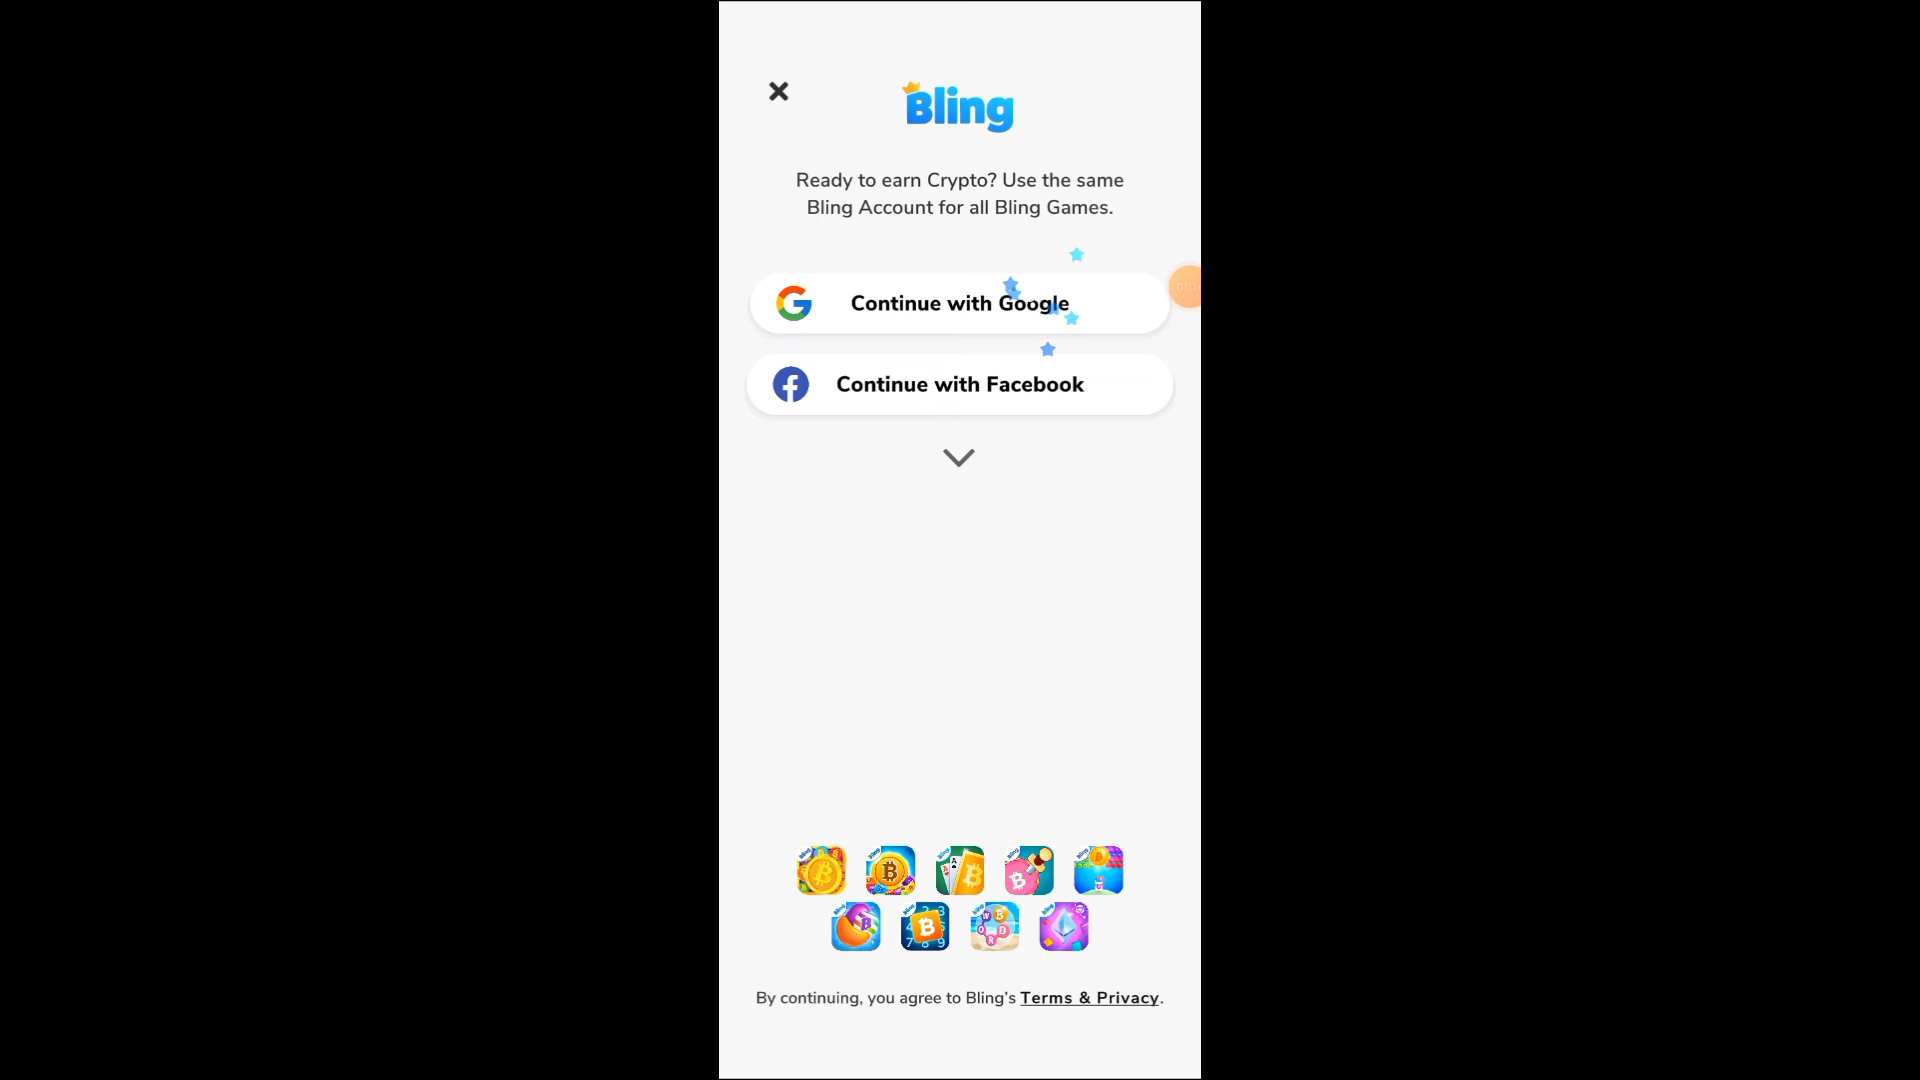 Bling
Ready to earn Crypto? Use the same
Bling Account for all Bling Games.
Continue with Google
Continue with Facebook
By continuing, you agree to Bling's Terms & Privacy.